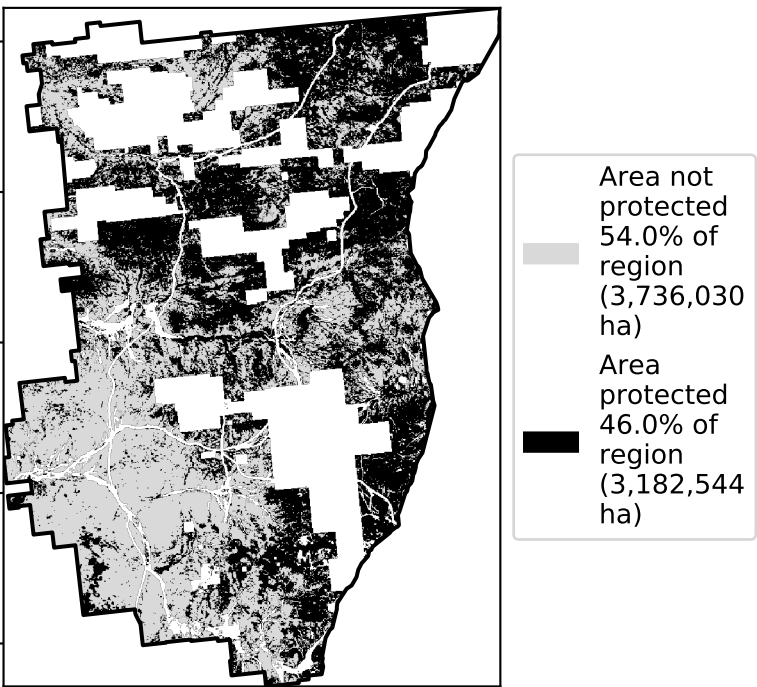 Area not
protected
54.0% of
region
(3,736,030
ha)
Area
protected
46.0% of
region
(3,182,544
ha)